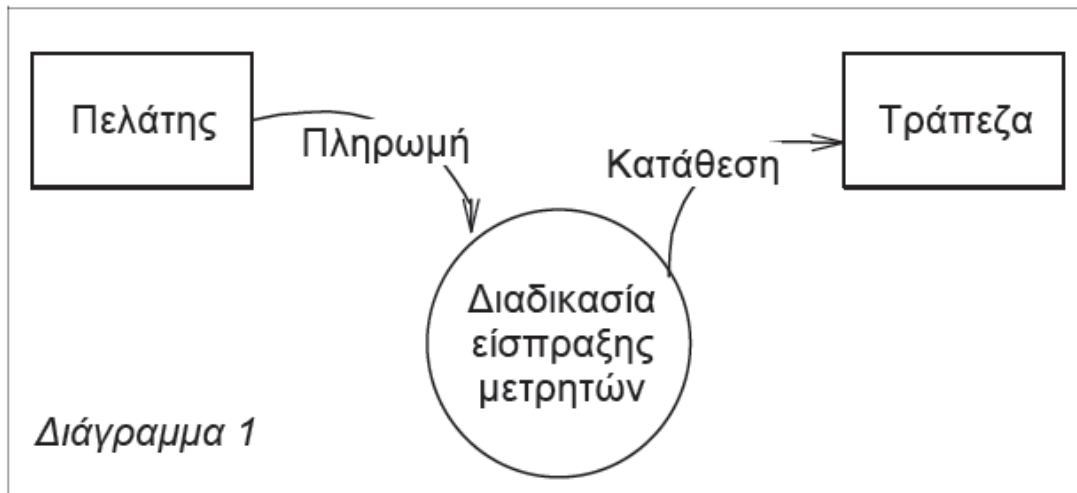 Πελάτης
Πληρωμή
Κατάθεση
Τράπεζα
Διαδικασία
είσπραξης
μετρητών
Διάγραμμα 1